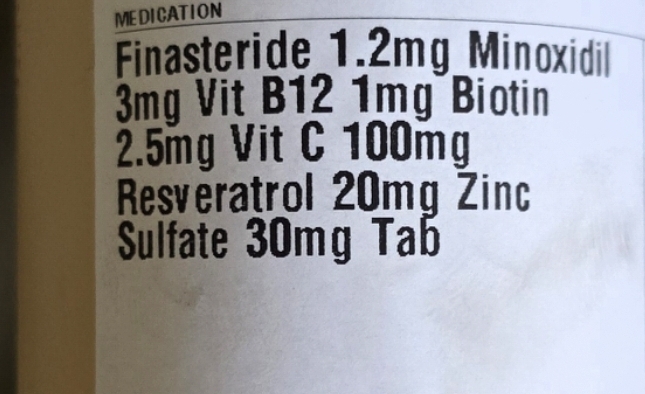 MEDICATION
Finasteride 1.2mg Minoxidil
3mg Vit B12 1mg Biotin
2.5mg Vit C 100mg
Resveratrol 20mg Zinc
Sulfate 30mg Tab